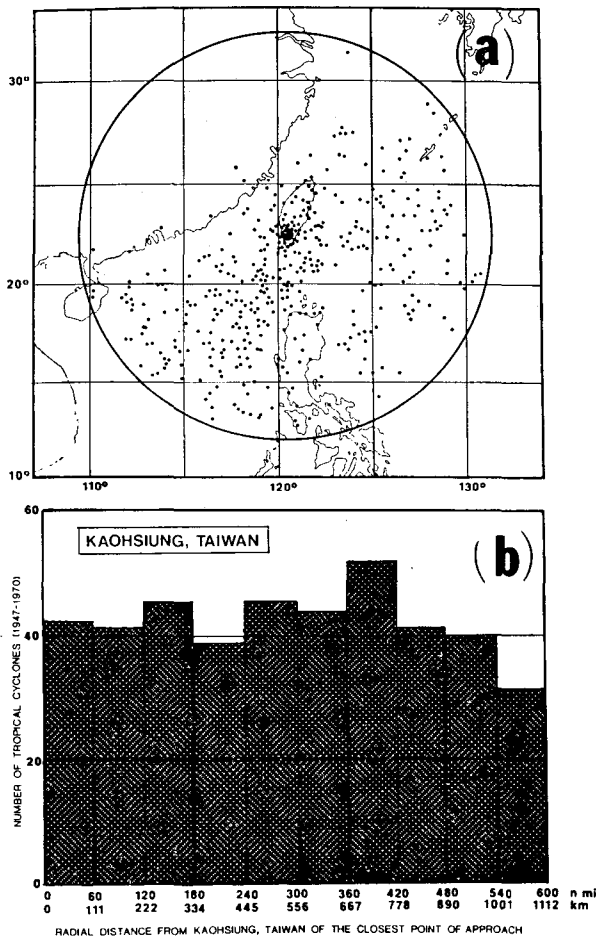 (a)
30°
20°
10°
110° 120° 130°
60
KAOHSIUNG, TAIWAN
(b)
40
20
0
NUMBER OF TROPICAL CYCLONES (1947-1970)
0 60 120 180 240 300 360 420 480 540 600 n mi
0 111 222 334 445 556 667 778 890 1001 1112 km
RADIAL DISTANCE FROM KAOHSIUNG, TAIWAN OF THE CLOSEST POINT OF APPROACH